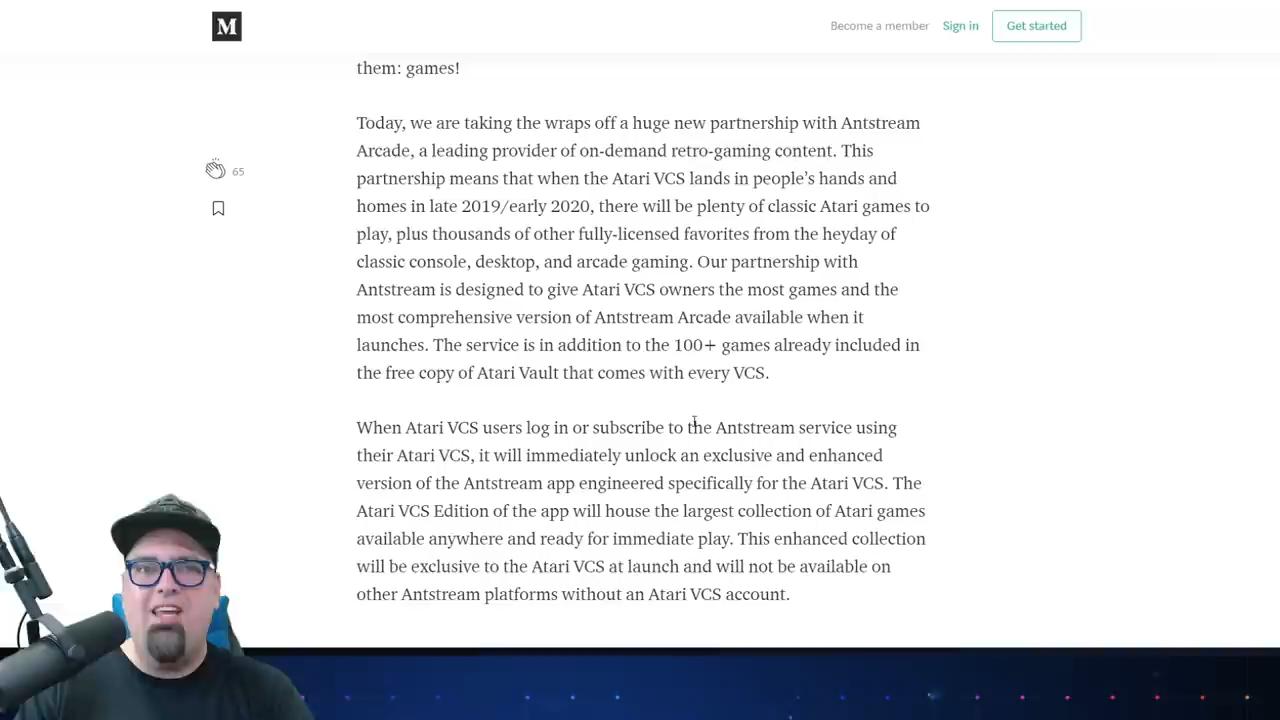 M
Become a member Sign in Get started
them: games!
65
Today, we are taking the wraps off a huge new partnership with Antstream
Arcade, a leading provider of on-demand retro-gaming content. This
partnership means that when the Atari VCS lands in people’s hands and
homes in late 2019/early 2020, there will be plenty of classic Atari games to
play, plus thousands of other fully-licensed favorites from the heyday of
classic console, desktop, and arcade gaming. Our partnership with
Antstream is designed to give Atari VCS owners the most games and the
most comprehensive version of Antstream Arcade available when it
launches. The service is in addition to the 100+ games already included in
the free copy of Atari Vault that comes with every VCS.
When Atari VCS users log in or subscribe to the Antstream service using
their Atari VCS, it will immediately unlock an exclusive and enhanced
version of the Antstream app engineered specifically for the Atari VCS. The
Atari VCS Edition of the app will house the largest collection of Atari games
available anywhere and ready for immediate play. This enhanced collection
will be exclusive to the Atari VCS at launch and will not be available on
other Antstream platforms without an Atari VCS account.